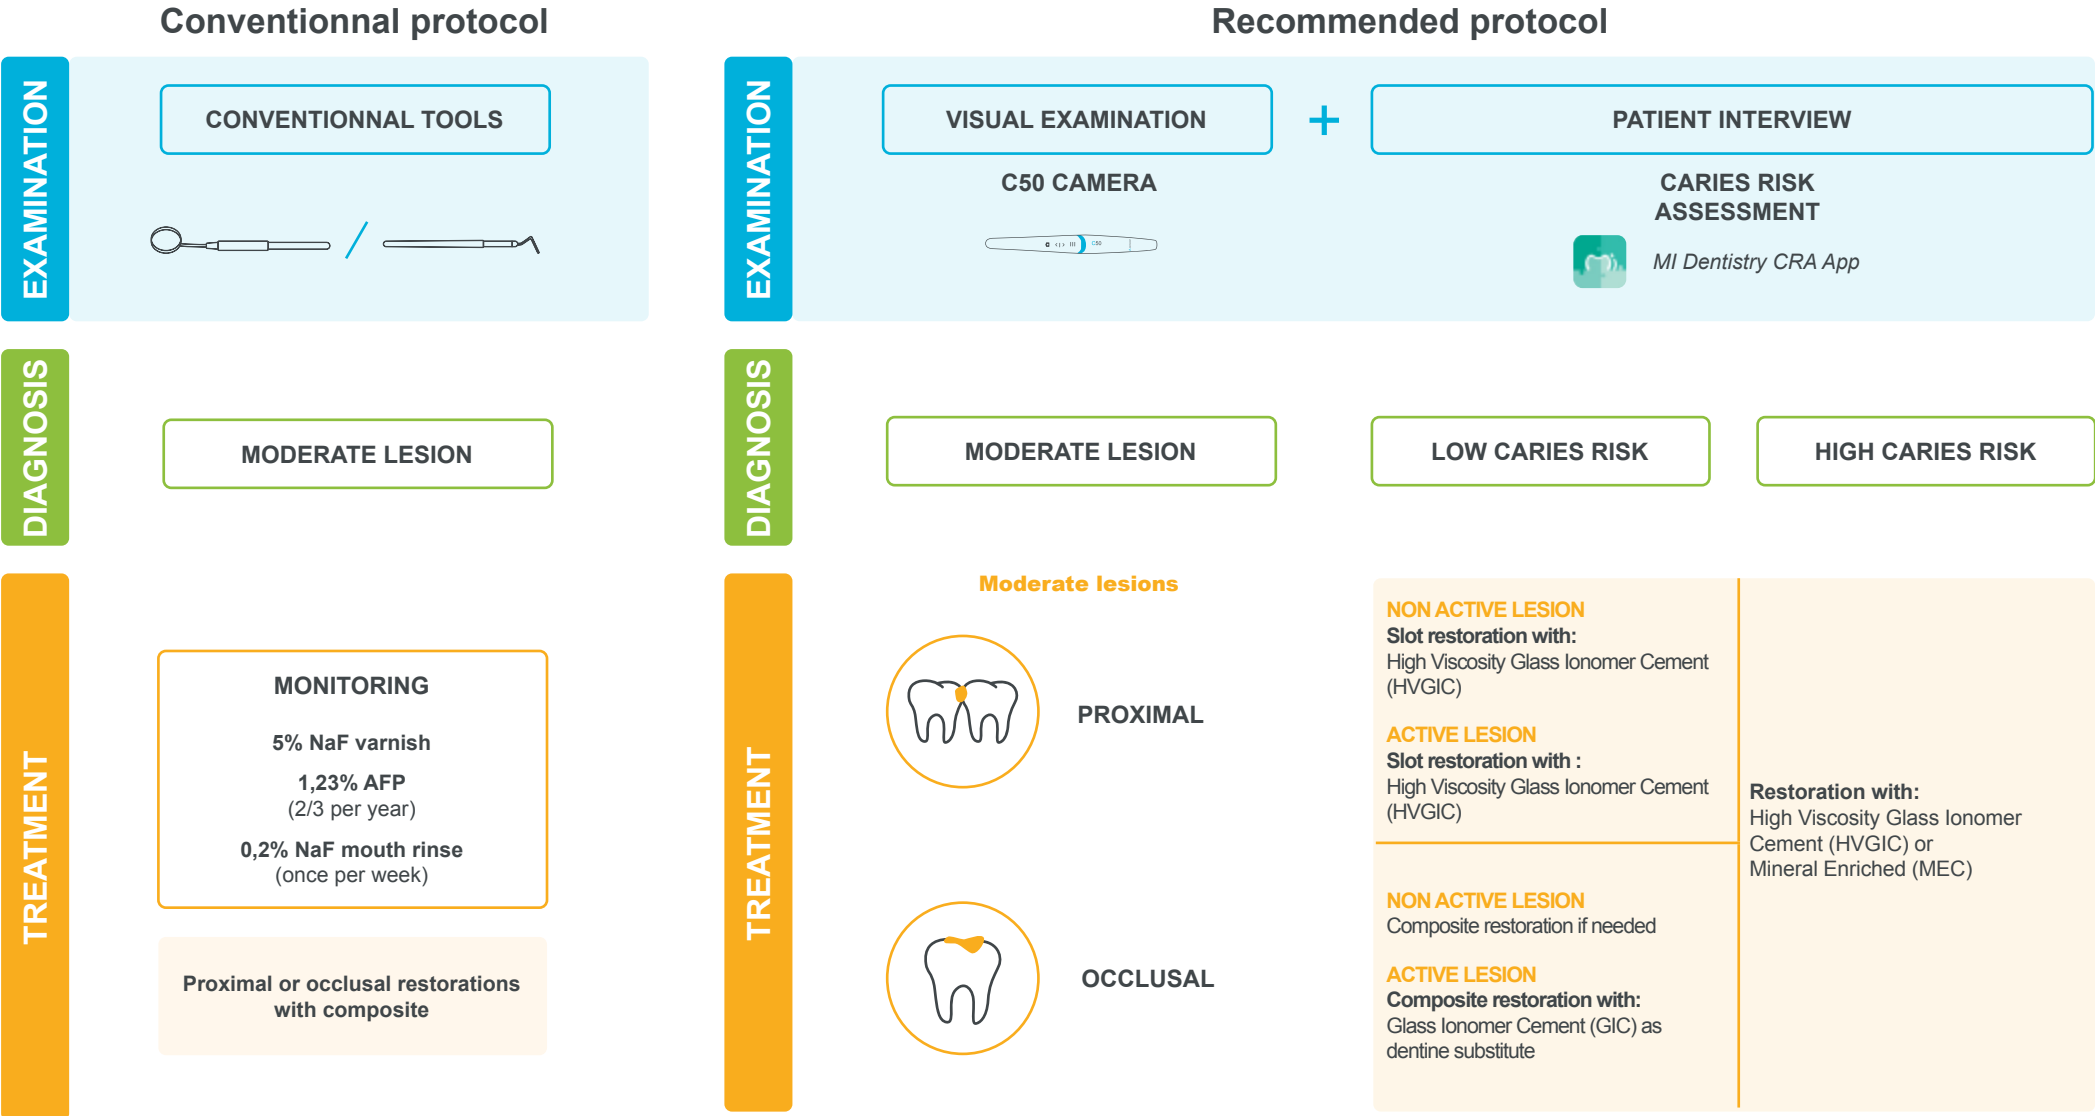 Conventionnal protocol
EXAMINATION
CONVENTIONNAL TOOLS
DIAGNOSIS
MODERATE LESION
TREATMENT
MONITORING
5% NaF varnish
1,23% AFP
(2/3 per year)
0,2% NaF mouth rinse
(once per week)
Proximal or occlusal restorations
with composite
Recommended protocol
EXAMINATION
VISUAL EXAMINATION
+
PATIENT INTERVIEW
C50 CAMERA
C50
CARIES RISK
ASSESSMENT
MI Dentistry CRA App
DIAGNOSIS
MODERATE LESION
LOW CARIES RISK
HIGH CARIES RISK
TREATMENT
Moderate lesions
PROXIMAL
NON ACTIVE LESION
Slot restoration with:
High Viscosity Glass Ionomer Cement
(HVGIC)
ACTIVE LESION
Slot restoration with :
High Viscosity Glass Ionomer Cement
(HVGIC)
OCCLUSAL
NON ACTIVE LESION
Composite restoration if needed
ACTIVE LESION
Composite restoration with:
Glass Ionomer Cement (GIC) as
dentine substitute
Restoration with:
High Viscosity Glass Ionomer
Cement (HVGIC) or
Mineral Enriched (MEC)